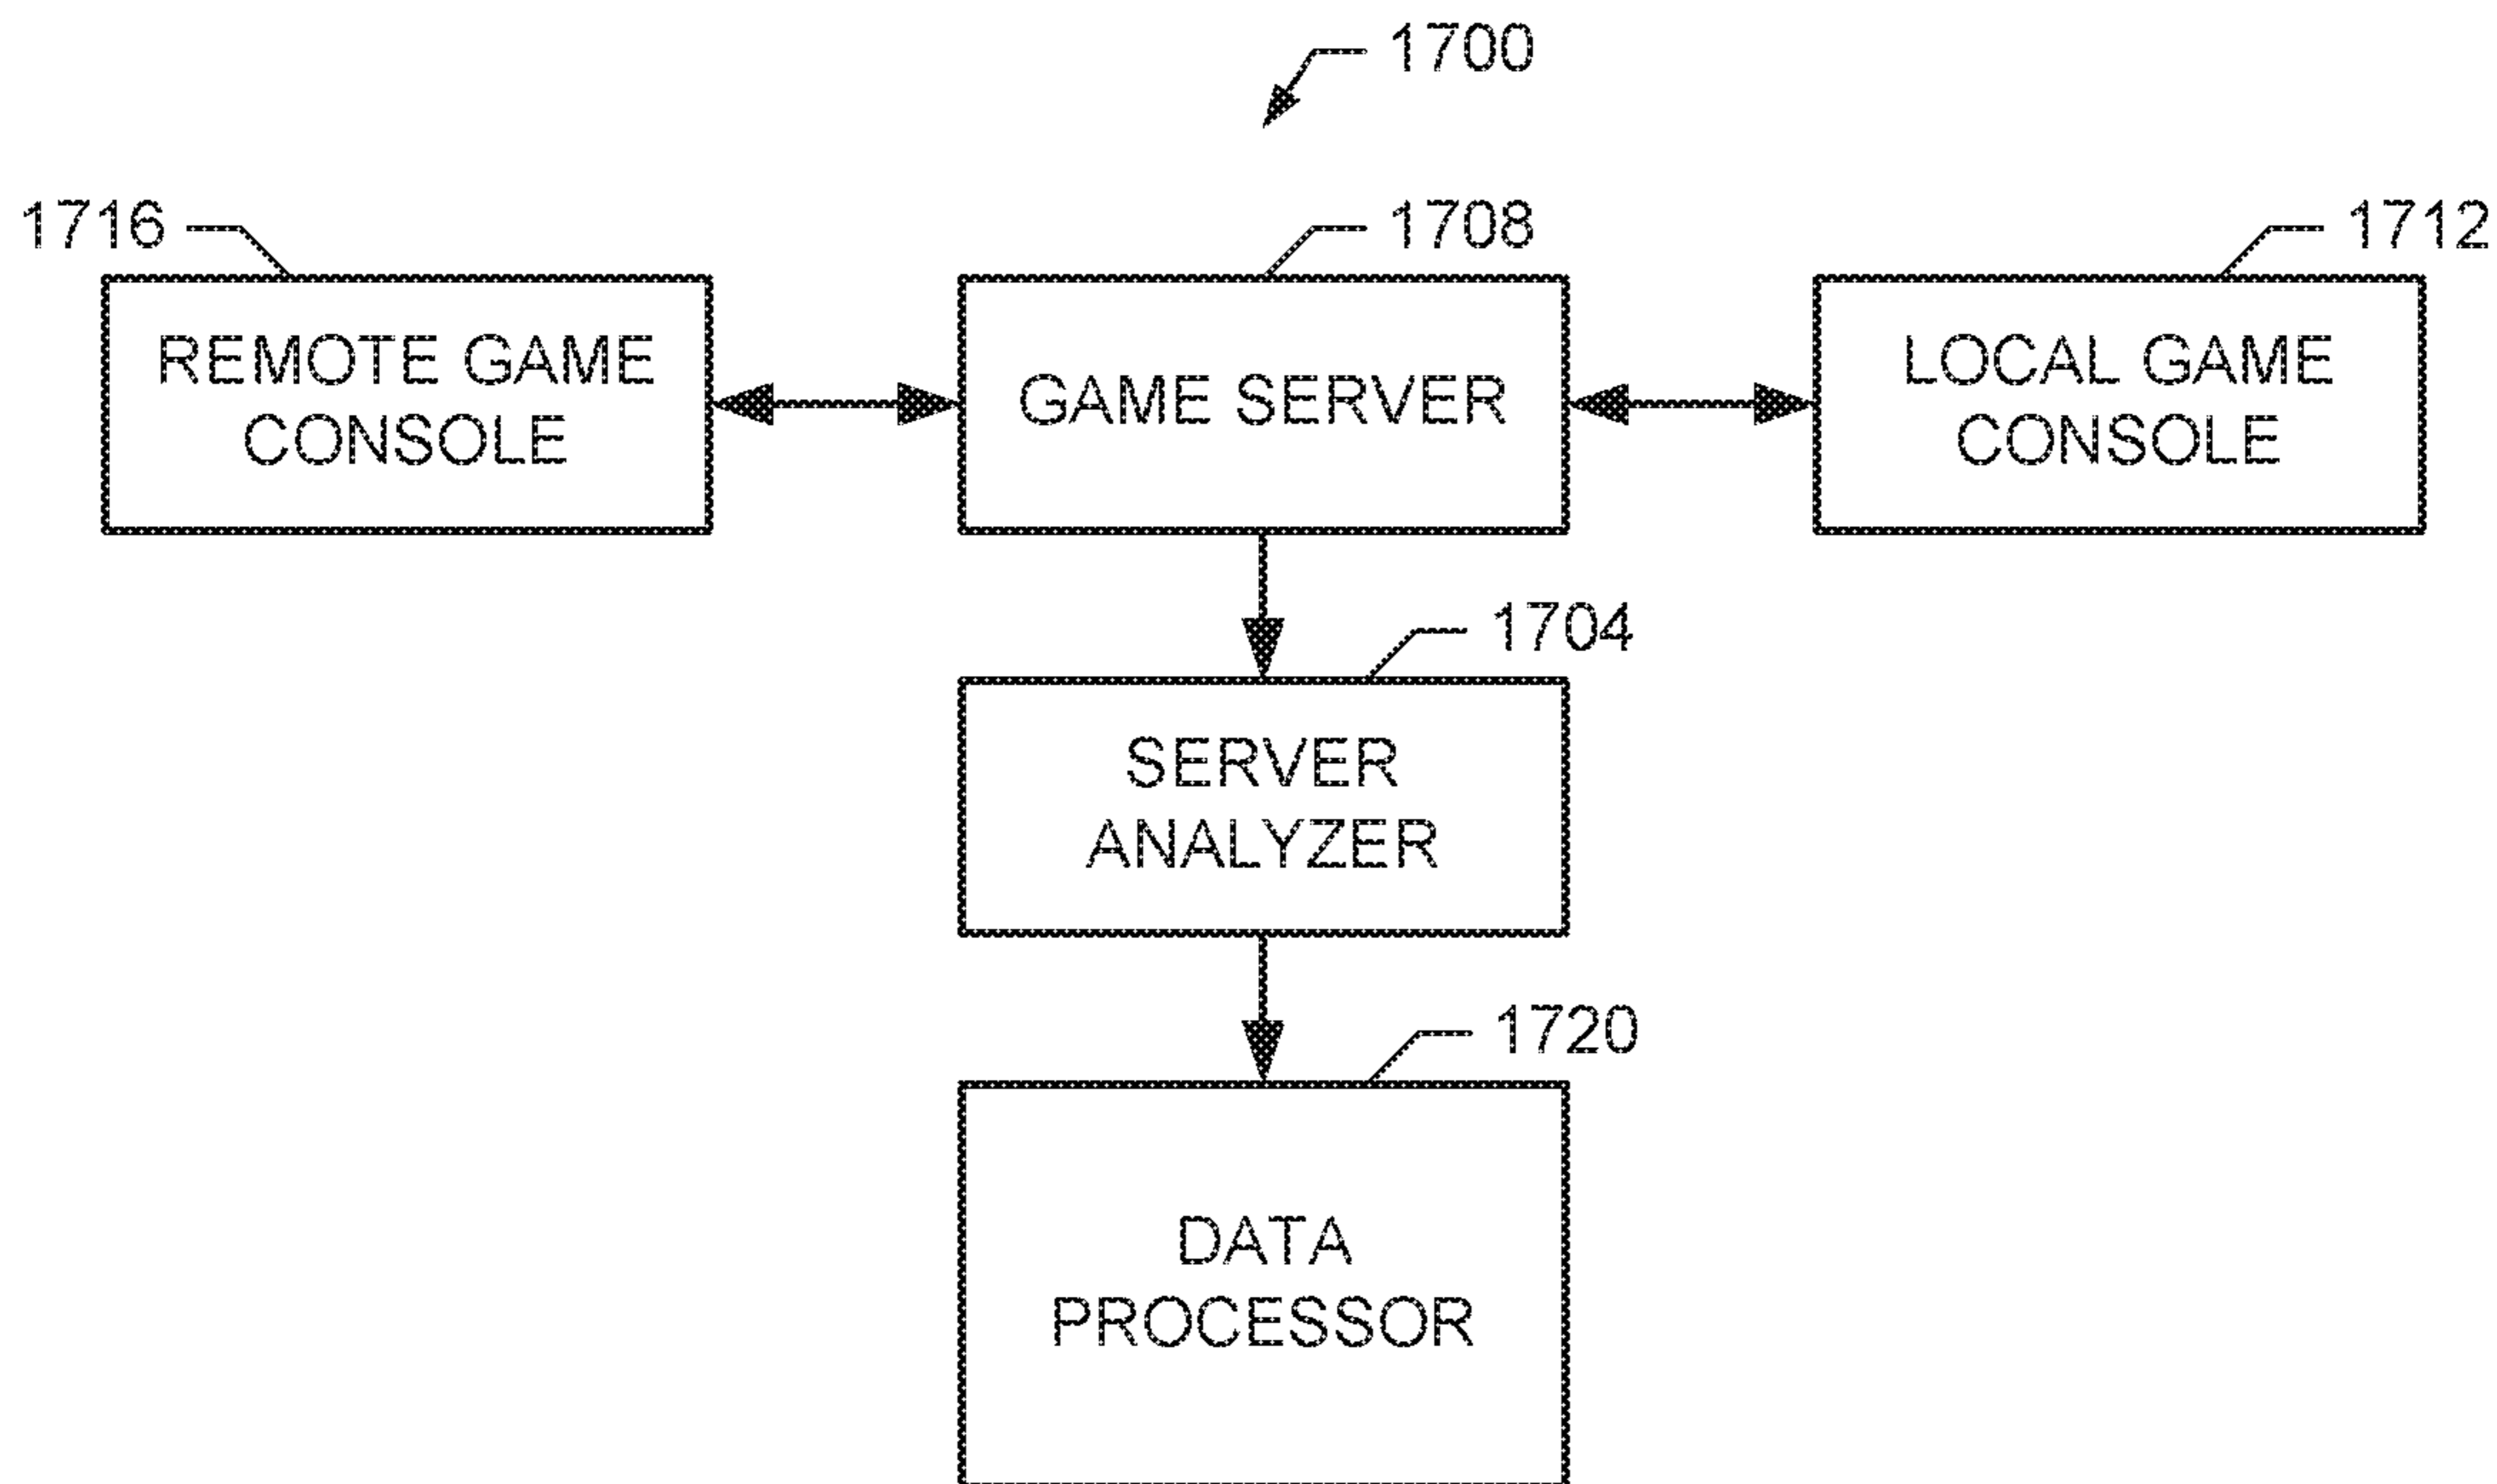 1700
1716
1708
1712
REMOTE GAME
CONSOLE
GAME SERVER
LOCAL GAME
CONSOLE
1704
SERVER
ANALYZER
1720
DATA
PROCESSOR